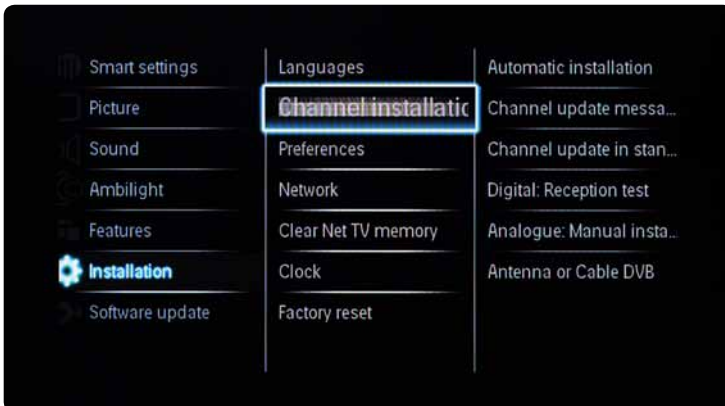 Smart settings
Picture
Sound
Ambilight
Features
Installation
Software update
Languages
Channel installatic
Preferences
Network
Clear Net TV memory
Clock
Factory reset
Automatic installation
Channel update messa...
Channel update in stan...
Digital: Reception test
Analogue: Manual insta...
Antenna or Cable DVB